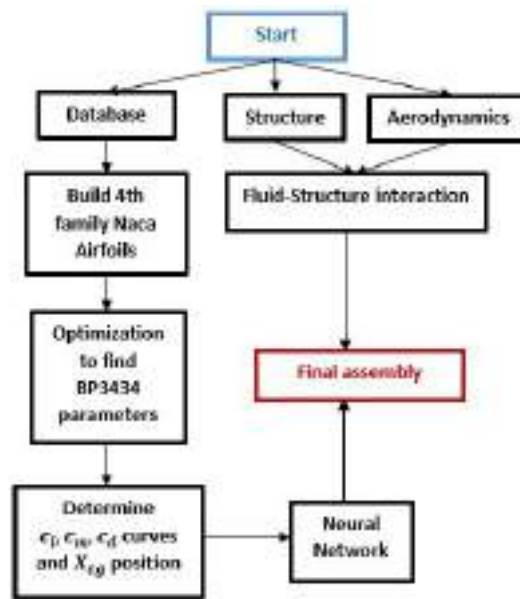 Start
Database
Structure
Aerodynamics
Build 4th
family Naca
Airfoils
Fluid-Structure interaction
Optimization
to find
BP3434
parameters
Final assembly
Determine
c_l, c_m, c_d curves
and X_cg position
Neural
Network